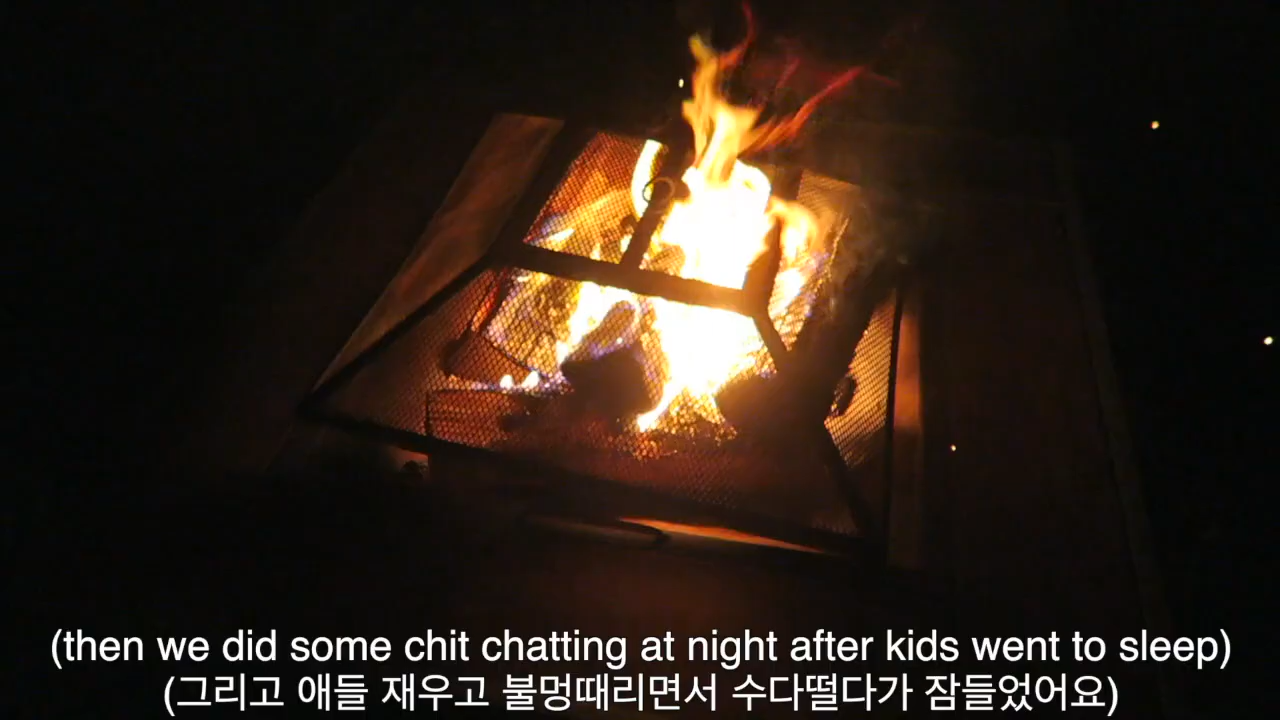 (then we did some chit chatting at night after kids went to sleep)
(그리고 애들 재우고 불멍때리면서 수다떨다가 잠들었어요)